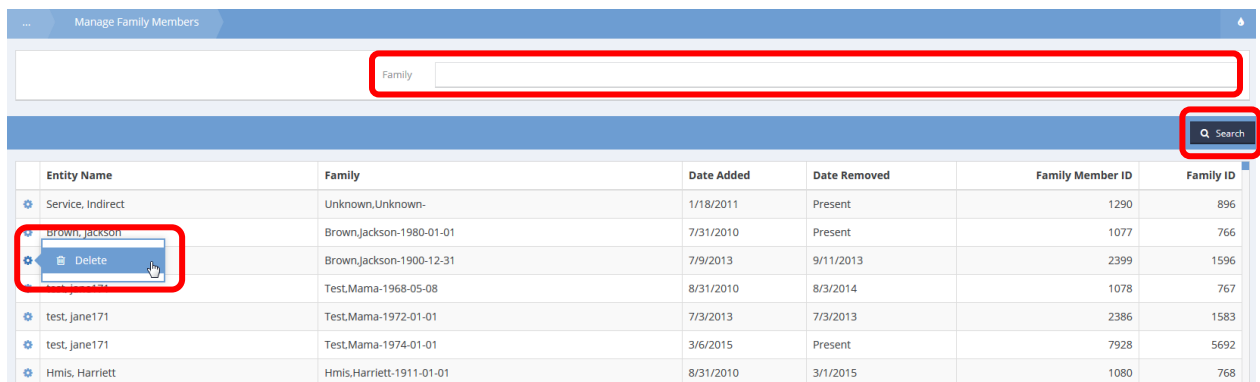 ... Manage Family Members
Family
Search
Entity Name Family Date Added Date Removed Family Member ID Family ID
Service, Indirect Unknown,Unknown- 1/18/2011 Present 1290 896
Brown, Jackson Brown,Jackson-1980-01-01 7/31/2010 Present 1077 766
Delete Brown,Jackson-1900-12-31 7/9/2013 9/11/2013 2399 1596
test, jane171 Test,Mama-1968-05-08 8/31/2010 8/3/2014 1078 767
test, jane171 Test,Mama-1972-01-01 7/3/2013 7/3/2013 2386 1583
test, jane171 Test,Mama-1974-01-01 3/6/2015 Present 7928 5692
Hmis, Harriett Hmis,Harriett-1911-01-01 8/31/2010 3/1/2015 1080 768